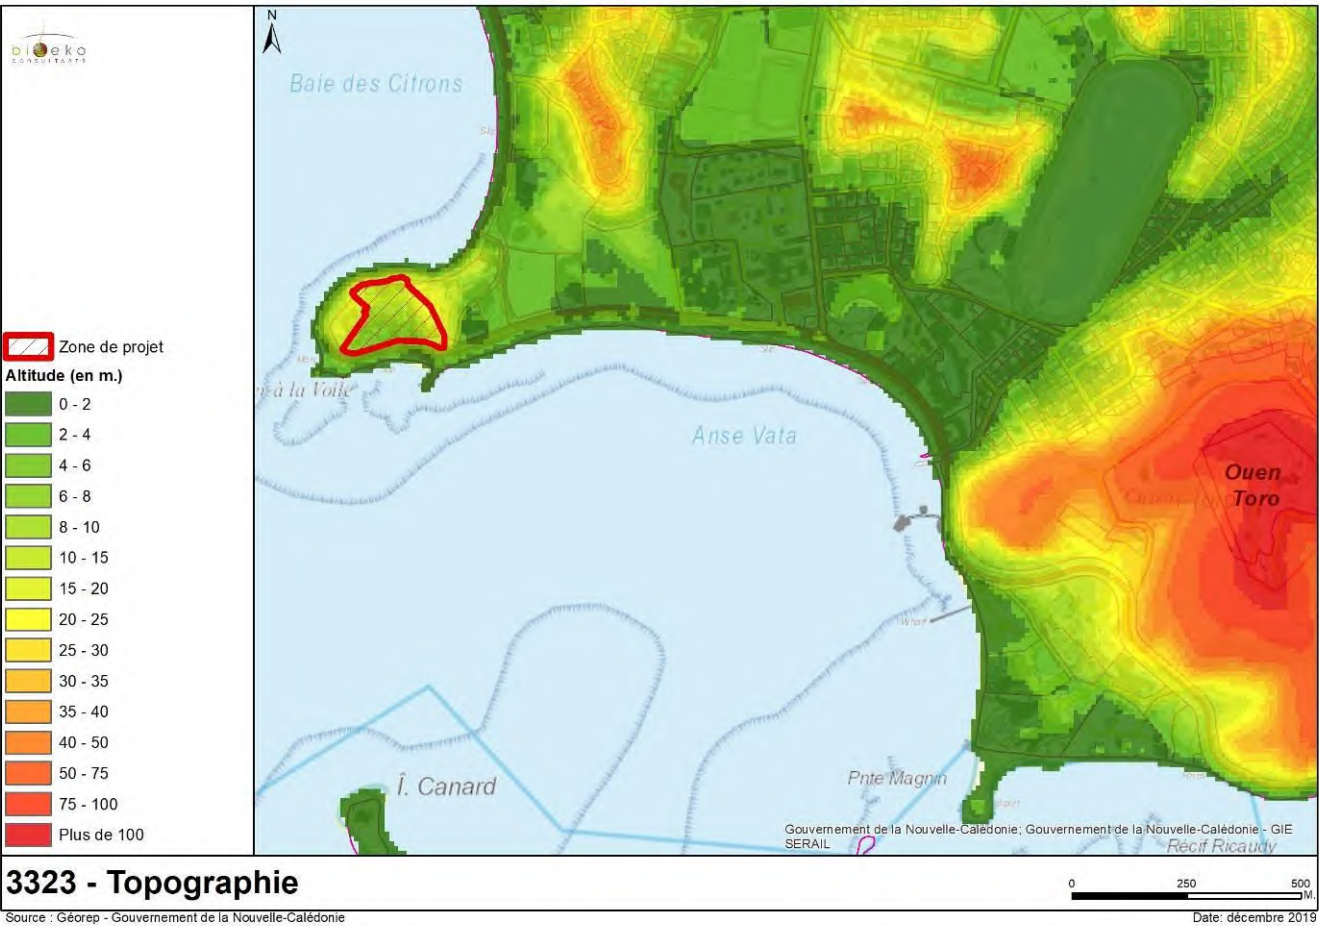 bioeko
CONSULTANTS
Zone de projet
Altitude (en m.)
0 - 2
2 - 4
4 - 6
6 - 8
8 - 10
10 - 15
15 - 20
20 - 25
25 - 30
30 - 35
35 - 40
40 - 50
50 - 75
75 - 100
Plus de 100
N
Baie des Citrons
à la Voile
Anse Vata
Ouen
Toro
Wharf
Î. Canard
Pnte Magnin
Récif Ricaudy
Gouvernement de la Nouvelle-Calédonie; Gouvernement de la Nouvelle-Calédonie - GIE
SERAIL
3323 - Topographie
0 250 500
M.
Source : Géorep - Gouvernement de la Nouvelle-Calédonie
Date: décembre 2019